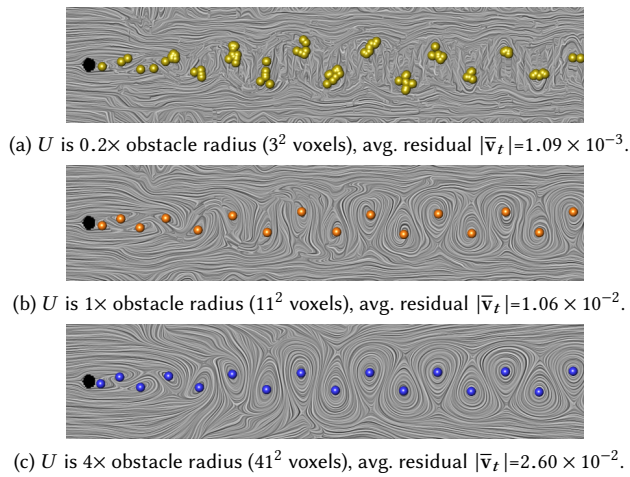 (a) U is 0.2× obstacle radius (3² voxels), avg. residual |v̅ₜ|=1.09 × 10⁻³.
(b) U is 1× obstacle radius (11² voxels), avg. residual |v̅ₜ|=1.06 × 10⁻².
(c) U is 4× obstacle radius (41² voxels), avg. residual |v̅ₜ|=2.60 × 10⁻².